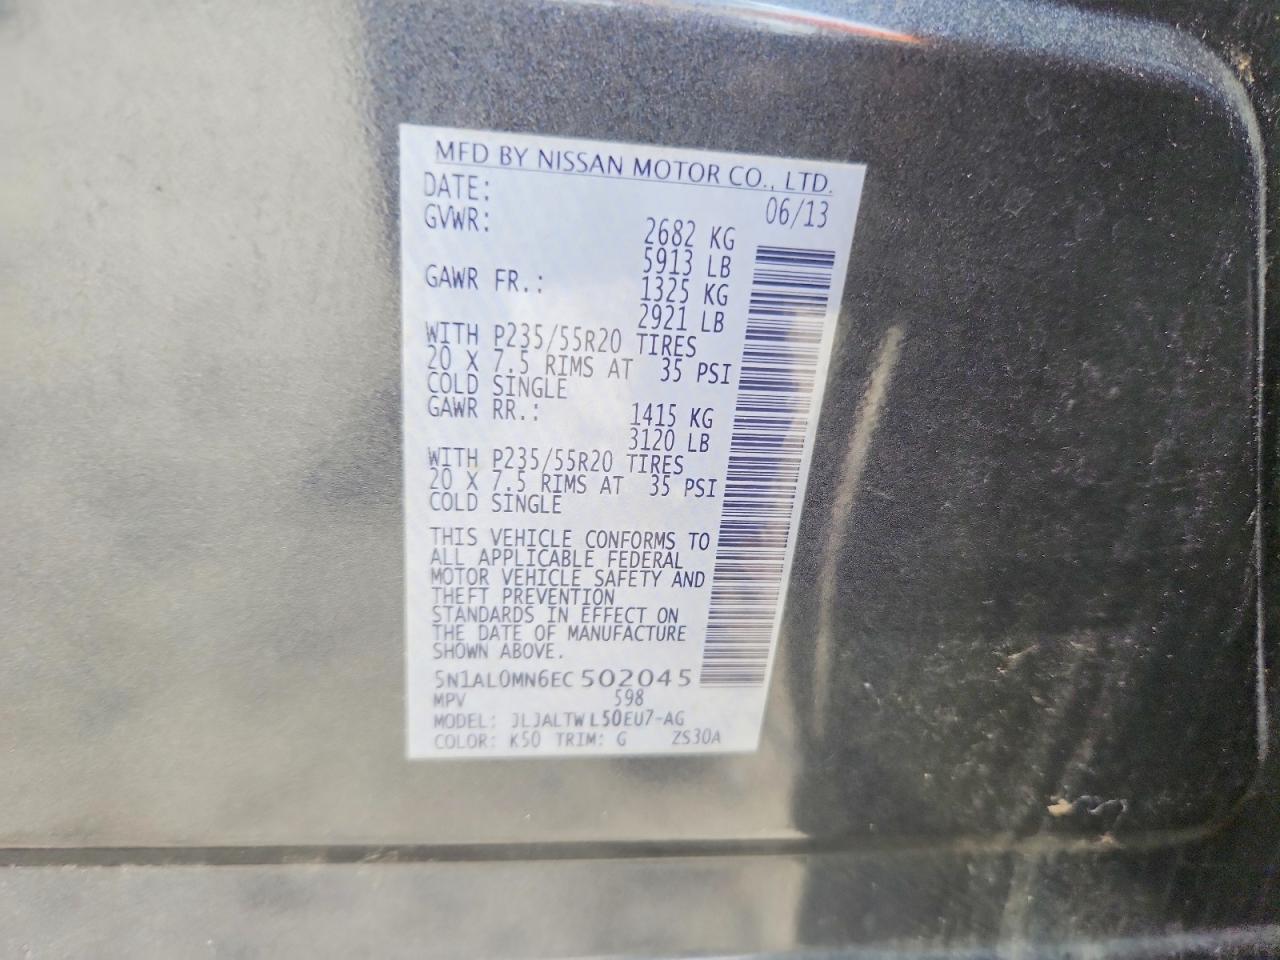 MFD BY NISSAN MOTOR CO., LTD.
DATE: 06/13
GVWR: 2682 KG
5913 LB
GAWR FR.: 1325 KG
2921 LB
WITH P235/55R20 TIRES
20 X 7.5 RIMS AT 35 PSI
COLD SINGLE
GAWR RR.: 1415 KG
3120 LB
WITH P235/55R20 TIRES
20 X 7.5 RIMS AT 35 PSI
COLD SINGLE
THIS VEHICLE CONFORMS TO
ALL APPLICABLE FEDERAL
MOTOR VEHICLE SAFETY AND
THEFT PREVENTION
STANDARDS IN EFFECT ON
THE DATE OF MANUFACTURE
SHOWN ABOVE.
5N1AL0MN6EC502045
MPV 598
MODEL: JLJALTWL50EU7-AG
COLOR: K50 TRIM: G ZS30A